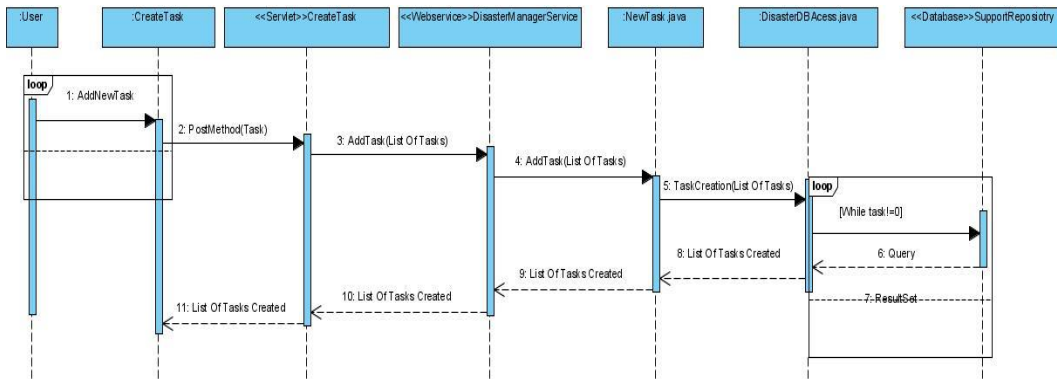 :User
:CreateTask
<<Servlet>>CreateTask
<<Webservice>>DisasterManagerService
:NewTask.java
:DisasterDBAcess.java
<<Database>>SupportReposiotry
loop
1: AddNewTask
2: PostMethod(Task)
3: AddTask(List Of Tasks)
4: AddTask(List Of Tasks)
5: TaskCreation(List Of Tasks)
loop
[While task!=0]
6: Query
7: ResultSet
8: List Of Tasks Created
9: List Of Tasks Created
10: List Of Tasks Created
11: List Of Tasks Created